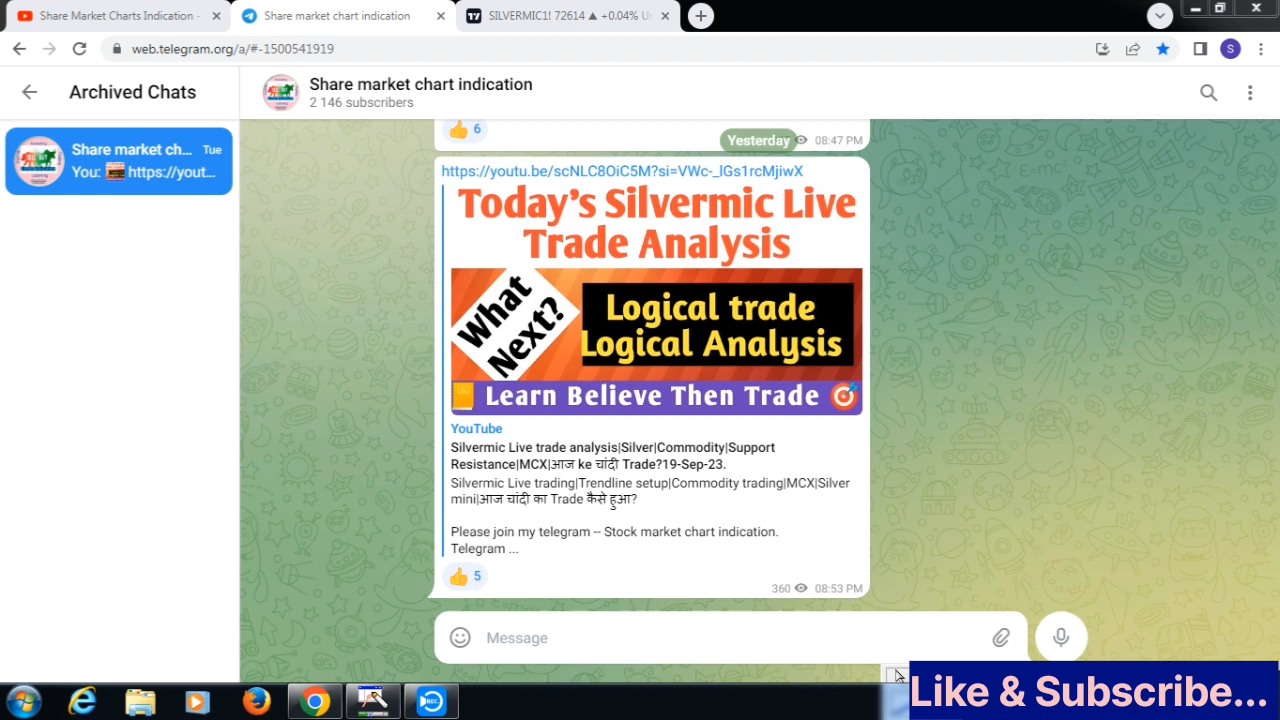 Share Market Charts Indication -
Share market chart indication
SILVERMIC1! 72614 ▲ +0.04% U
web.telegram.org/a/#-1500541919
S
Archived Chats
Share market chart indication
2 146 subscribers
Share market ch... Tue
You: https://yout...
6
Yesterday
08:47 PM
https://youtu.be/scNLC8OiC5M?si=VWc-_lGs1rcMjiwX
Today's Silvermic Live
Trade Analysis
What
Next?
Logical trade
Logical Analysis
Learn Believe Then Trade
YouTube
Silvermic Live trade analysis|Silver|Commodity|Support
Resistance|MCX|आज ke चांदी Trade?19-Sep-23.
Silvermic Live trading|Trendline setup|Commodity trading|MCX|Silver
mini|आज चांदी का Trade कैसे हुआ?
Please join my telegram -- Stock market chart indication.
Telegram ...
5
360 08:53 PM
Message
REC
Like & Subscribe...